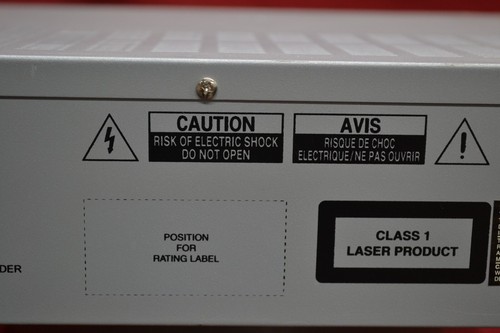 CAUTION
RISK OF ELECTRIC SHOCK
DO NOT OPEN
AVIS
RISQUE DE CHOC
ELECTRIQUE/NE PAS OUVRIR
POSITION
FOR
RATING LABEL
CLASS 1
LASER PRODUCT
DER